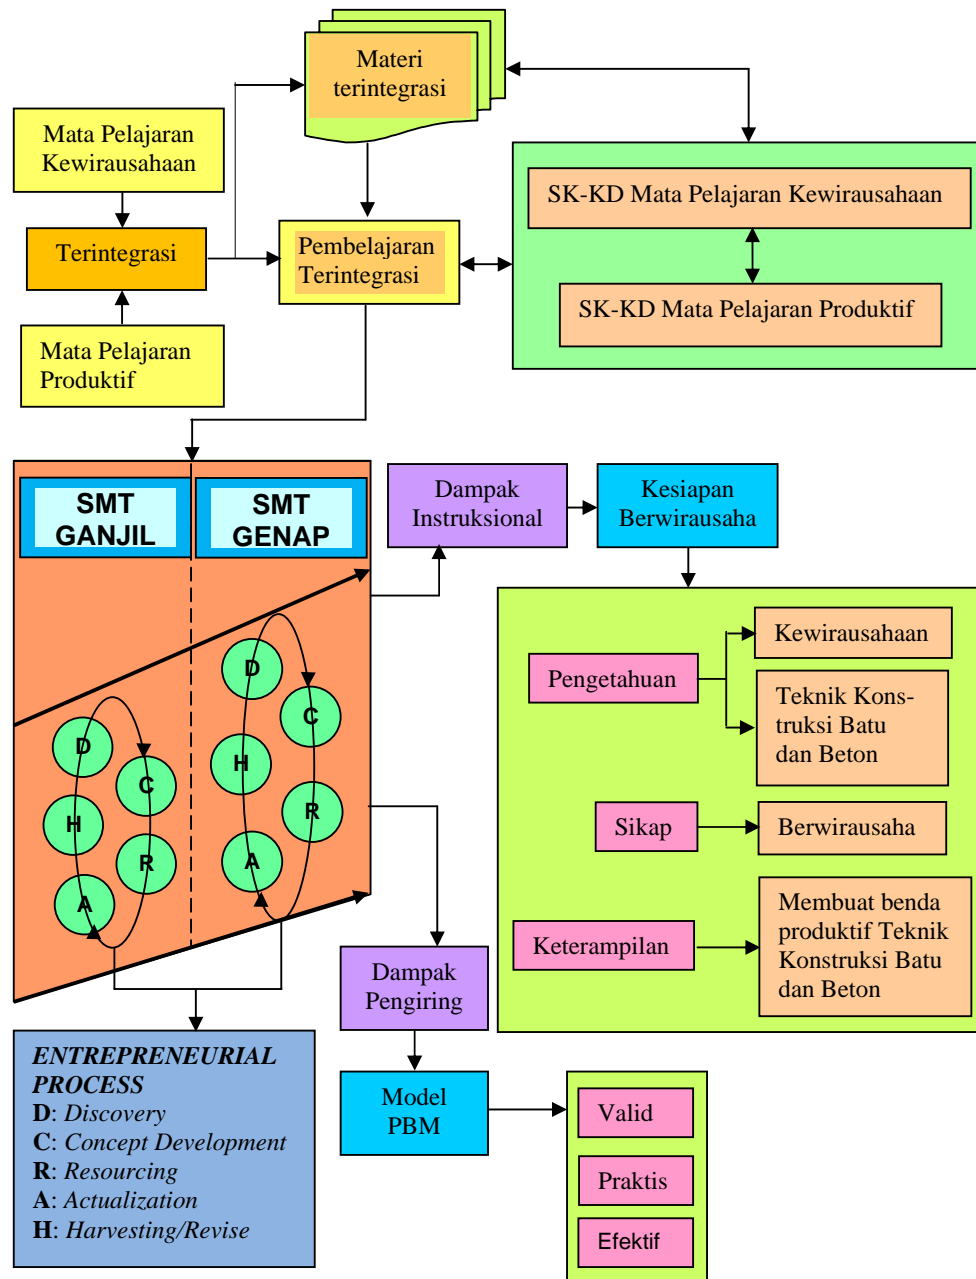 Materi
terintegrasi
Mata Pelajaran
Kewirausahaan
SK-KD Mata Pelajaran Kewirausahaan
Terintegrasi
Pembelajaran
Terintegrasi
SK-KD Mata Pelajaran Produktif
Mata Pelajaran
Produktif
SMT
GANJIL
SMT
GENAP
Dampak
Instruksional
Kesiapan
Berwirausaha
D
C
H
R
A
D
C
H
R
A
Pengetahuan
Kewirausahaan
Teknik Kons-
truksi Batu
dan Beton
Sikap
Berwirausaha
Keterampilan
Membuat benda
produktif Teknik
Konstruksi Batu
dan Beton
Dampak
Pengiring
ENTREPRENEURIAL
PROCESS
D: Discovery
C: Concept Development
R: Resourcing
A: Actualization
H: Harvesting/Revise
Model
PBM
Valid
Praktis
Efektif